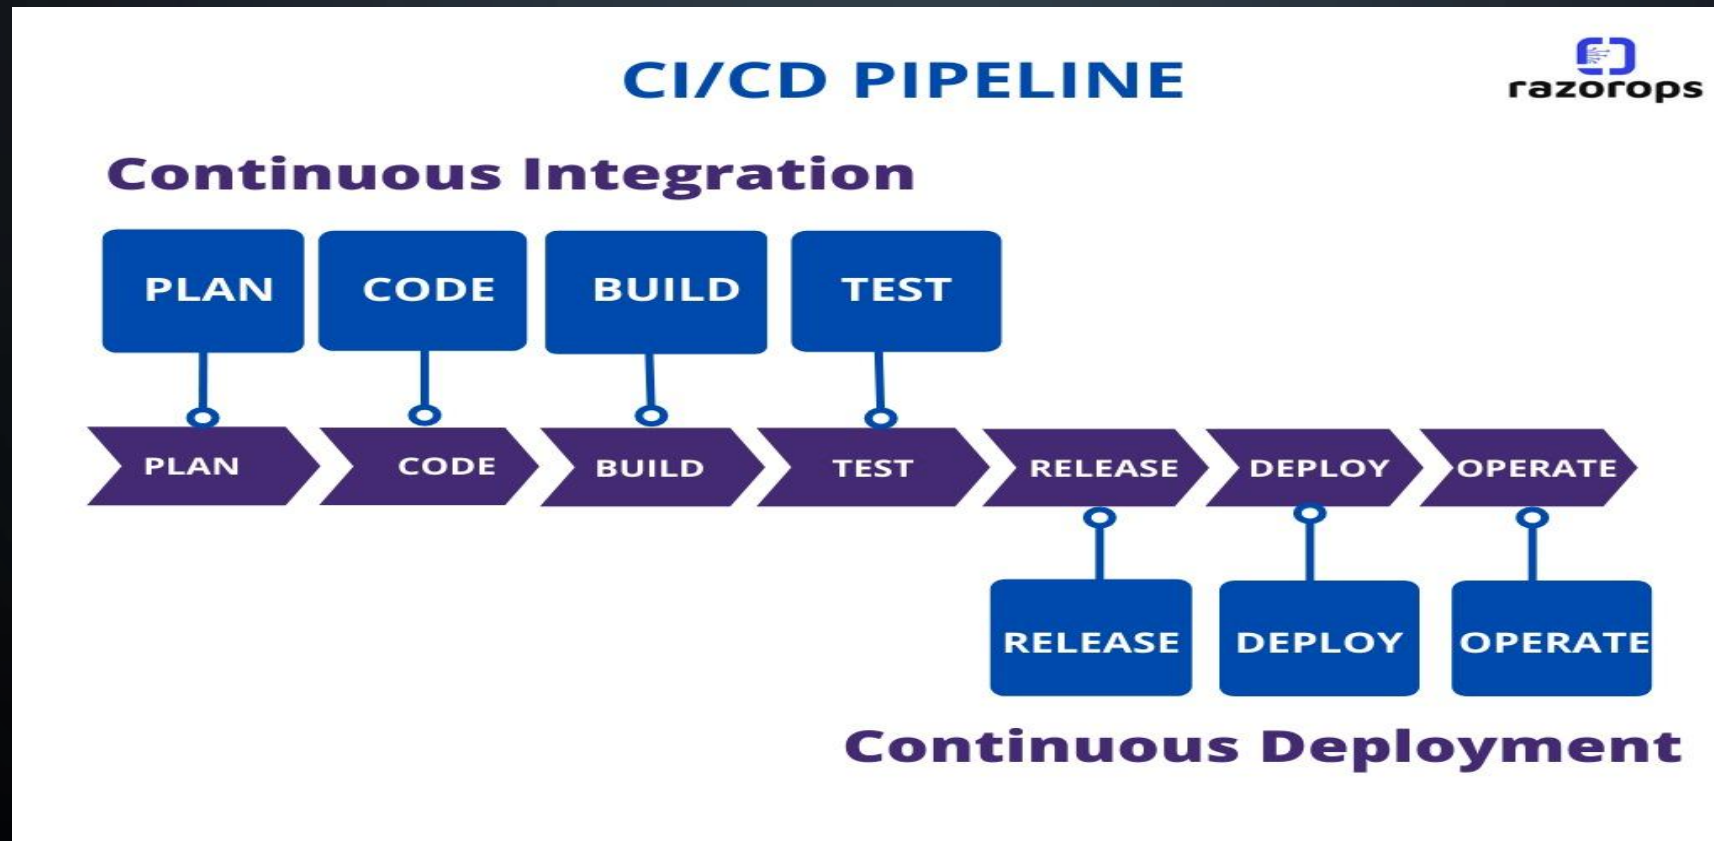 CI/CD PIPELINE
razorops
Continuous Integration
PLAN CODE BUILD TEST
PLAN CODE BUILD TEST RELEASE DEPLOY OPERATE
RELEASE DEPLOY OPERATE
Continuous Deployment